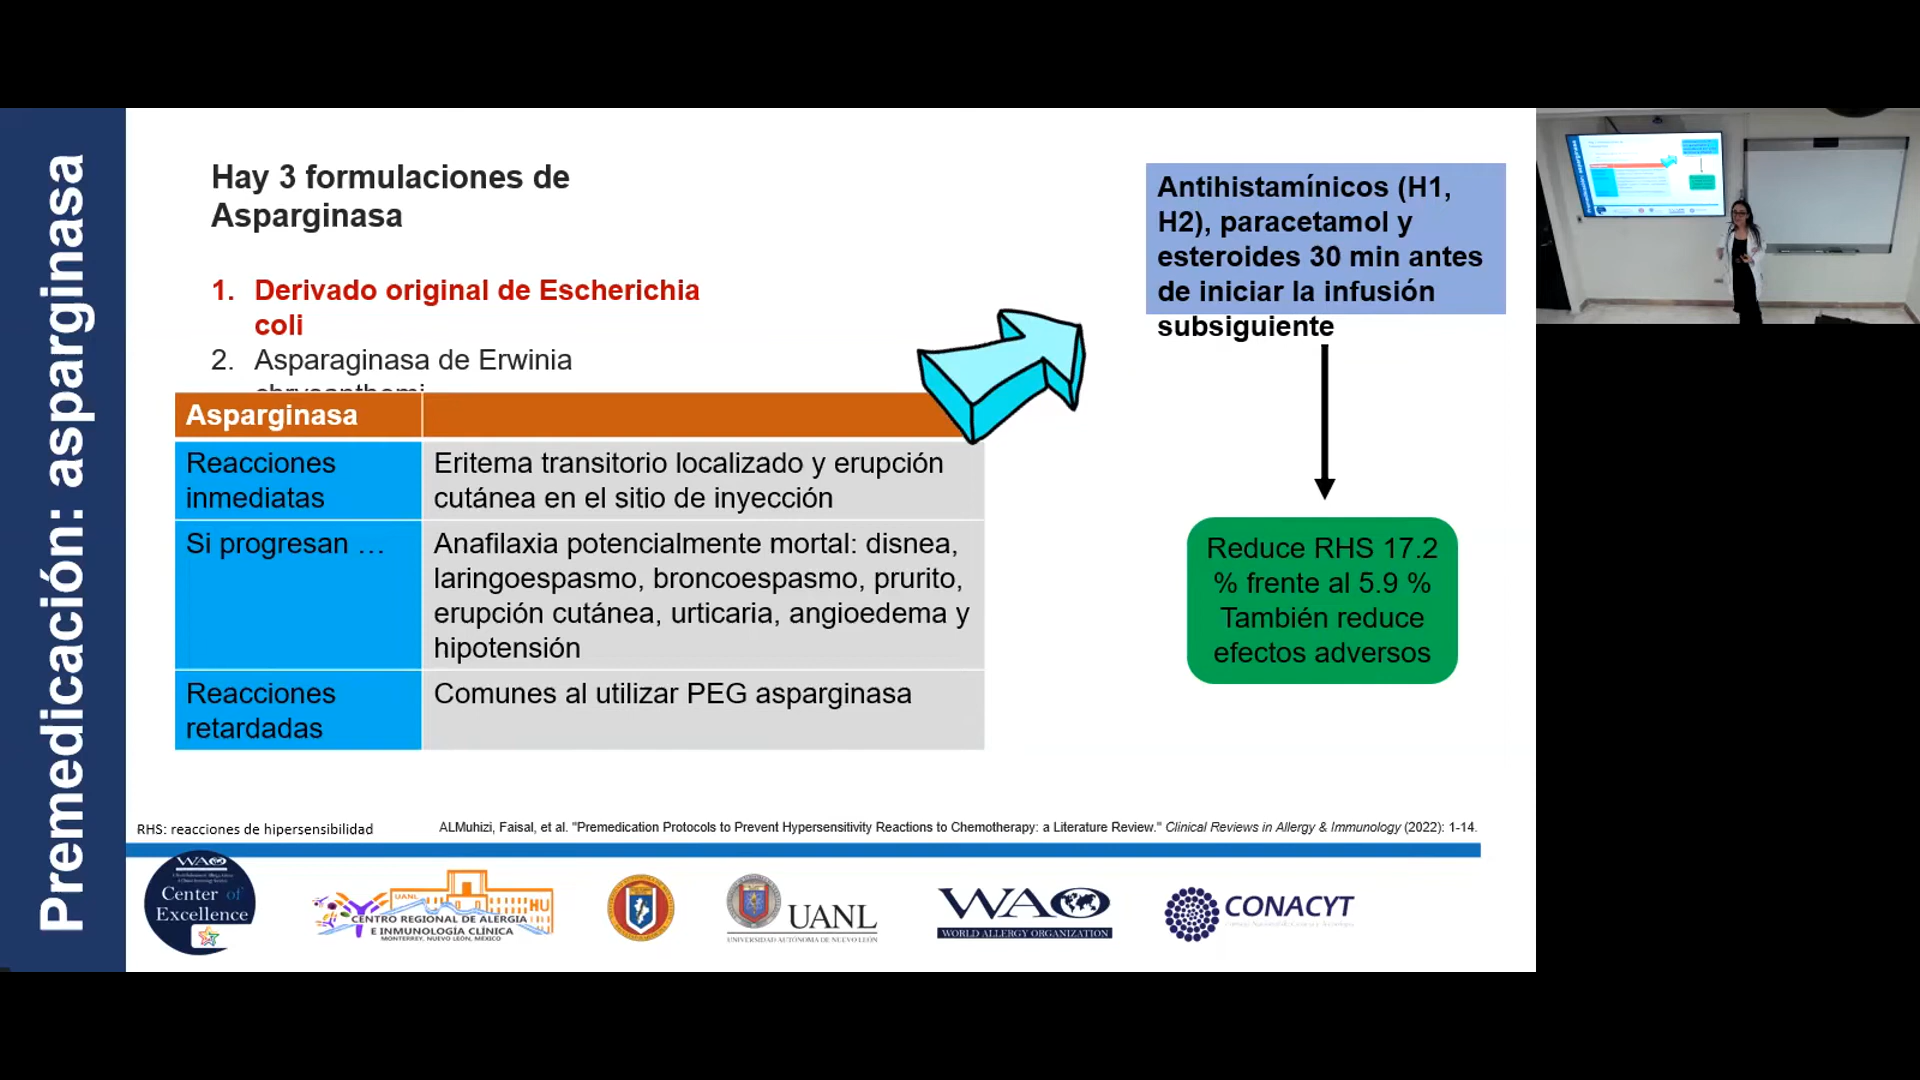 Premedicación: asparginasa
Hay 3 formulaciones de
Asparginasa
1. Derivado original de Escherichia
coli
2. Asparaginasa de Erwinia
chrysanthemi
Asparginasa
Reacciones
inmediatas
Eritema transitorio localizado y erupción
cutánea en el sitio de inyección
Si progresan …
Anafilaxia potencialmente mortal: disnea,
laringoespasmo, broncoespasmo, prurito,
erupción cutánea, urticaria, angioedema y
hipotensión
Reacciones
retardadas
Comunes al utilizar PEG asparginasa
Antihistamínicos (H1,
H2), paracetamol y
esteroides 30 min antes
de iniciar la infusión
subsiguiente
Reduce RHS 17.2
% frente al 5.9 %
También reduce
efectos adversos
RHS: reacciones de hipersensibilidad
ALMuhizi, Faisal, et al. "Premedication Protocols to Prevent Hypersensitivity Reactions to Chemotherapy: a Literature Review." Clinical Reviews in Allergy & Immunology (2022): 1-14.
WAO
Center of
Excellence
UANL
HU
CENTRO REGIONAL DE ALERGIA
E INMUNOLOGÍA CLÍNICA
MONTERREY, NUEVO LEÓN, MÉXICO
UANL
UNIVERSIDAD AUTÓNOMA DE NUEVO LEÓN
WAO
WORLD ALLERGY ORGANIZATION
CONACYT